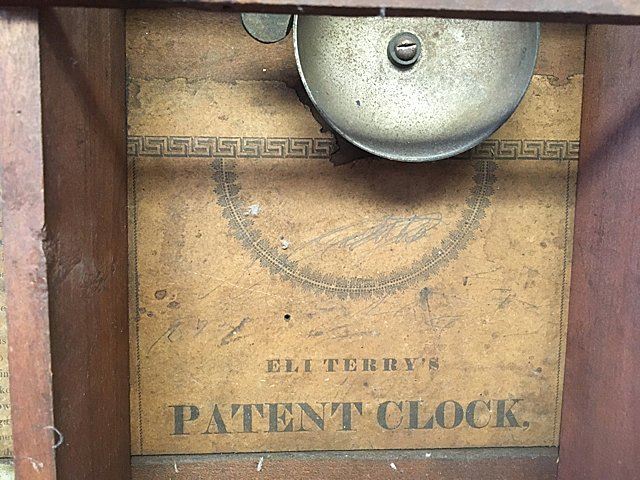 ELI TERRY'S
PATENT CLOCK,